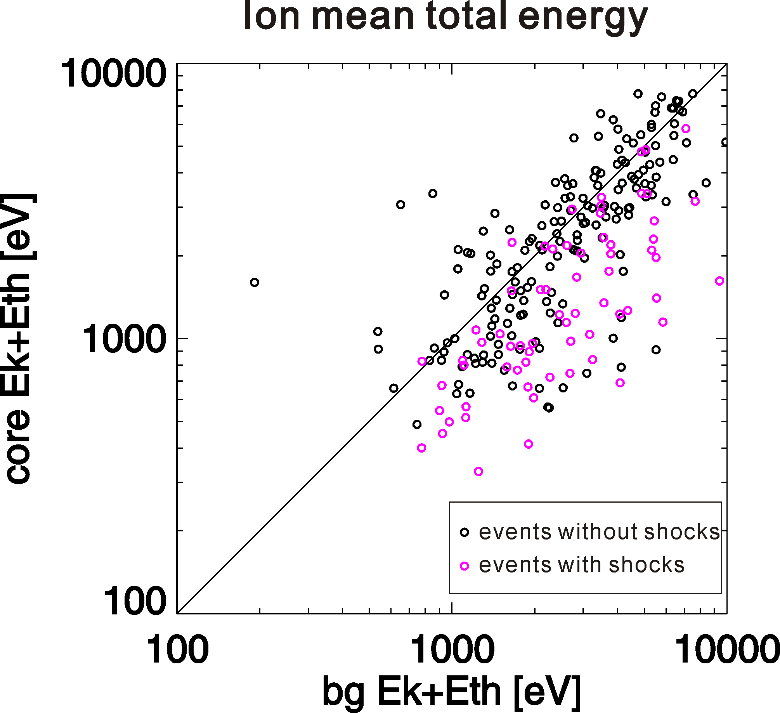 Ion mean total energy
10000
1000
100
core Ek+Eth [eV]
events without shocks
events with shocks
100 1000 10000
bg Ek+Eth [eV]